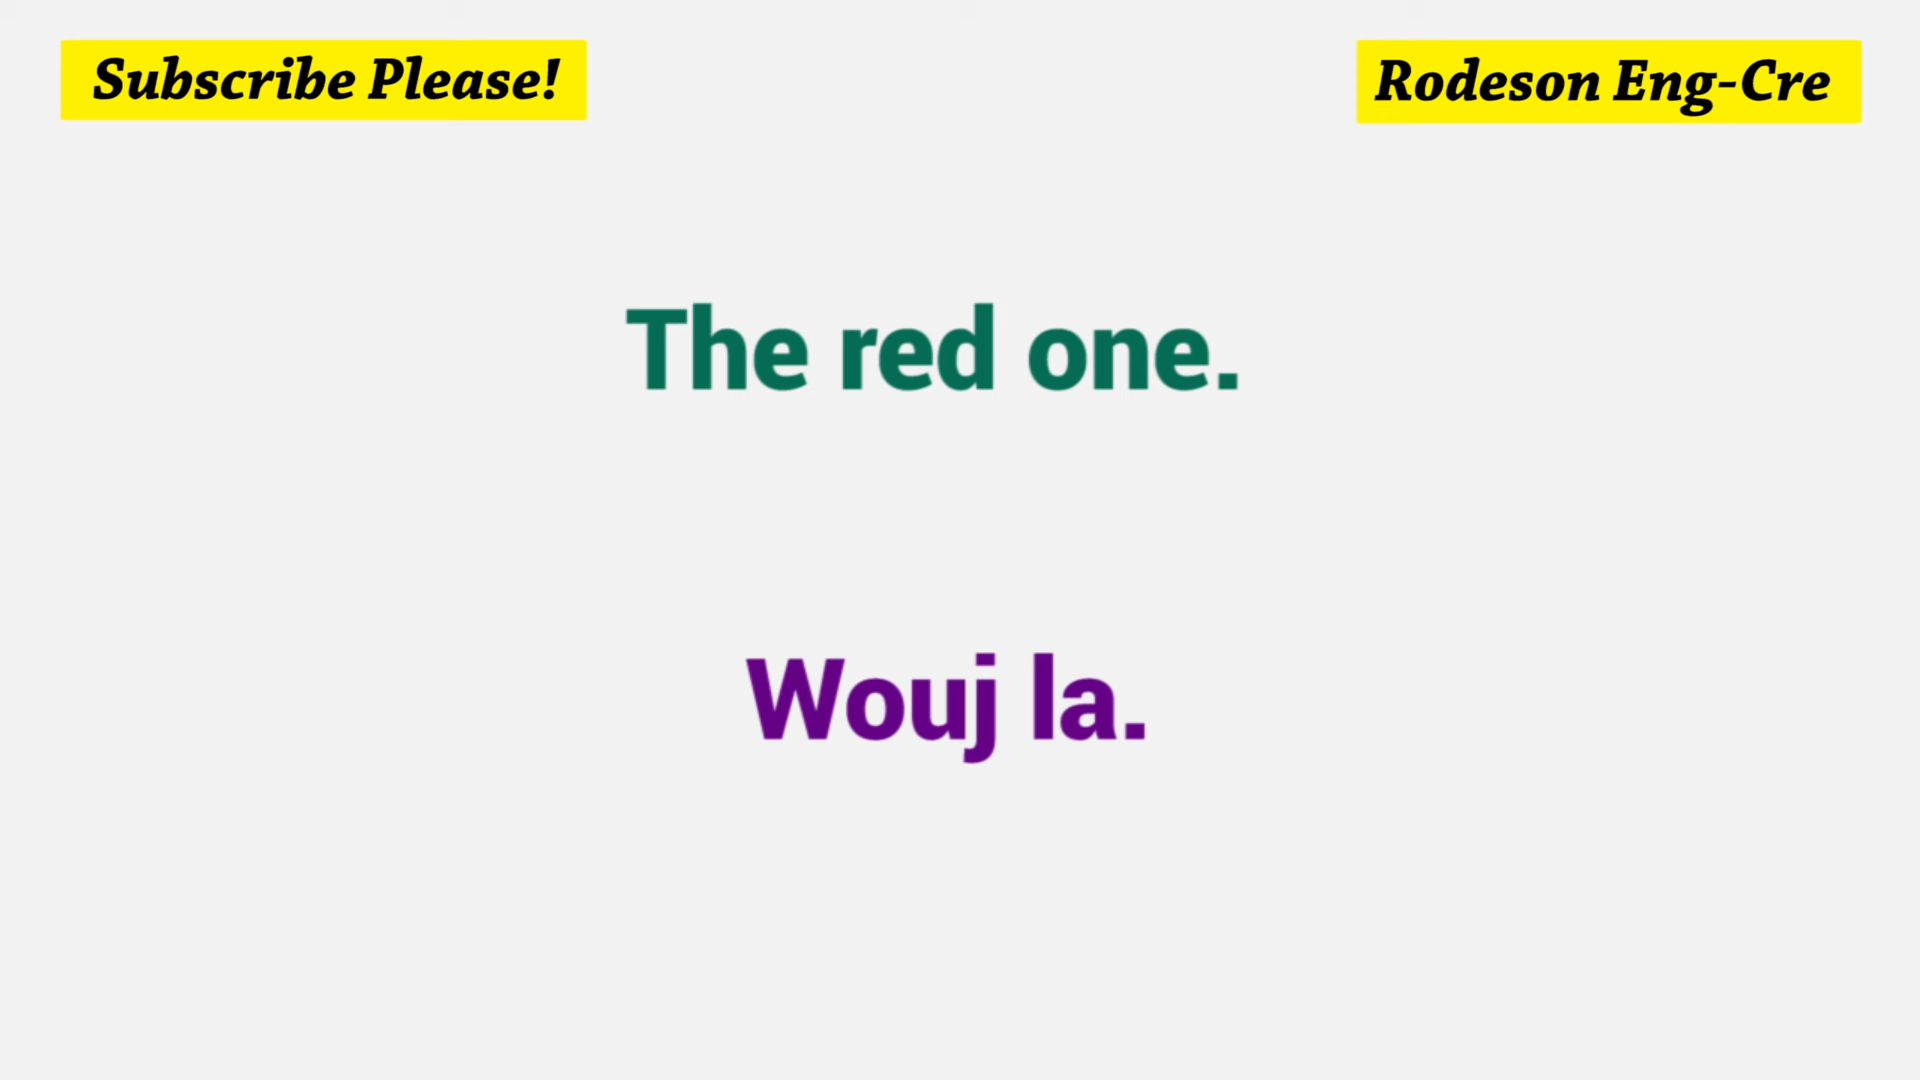 Subscribe Please!
Rodeson Eng-Cre
The red one.
Wouj la.